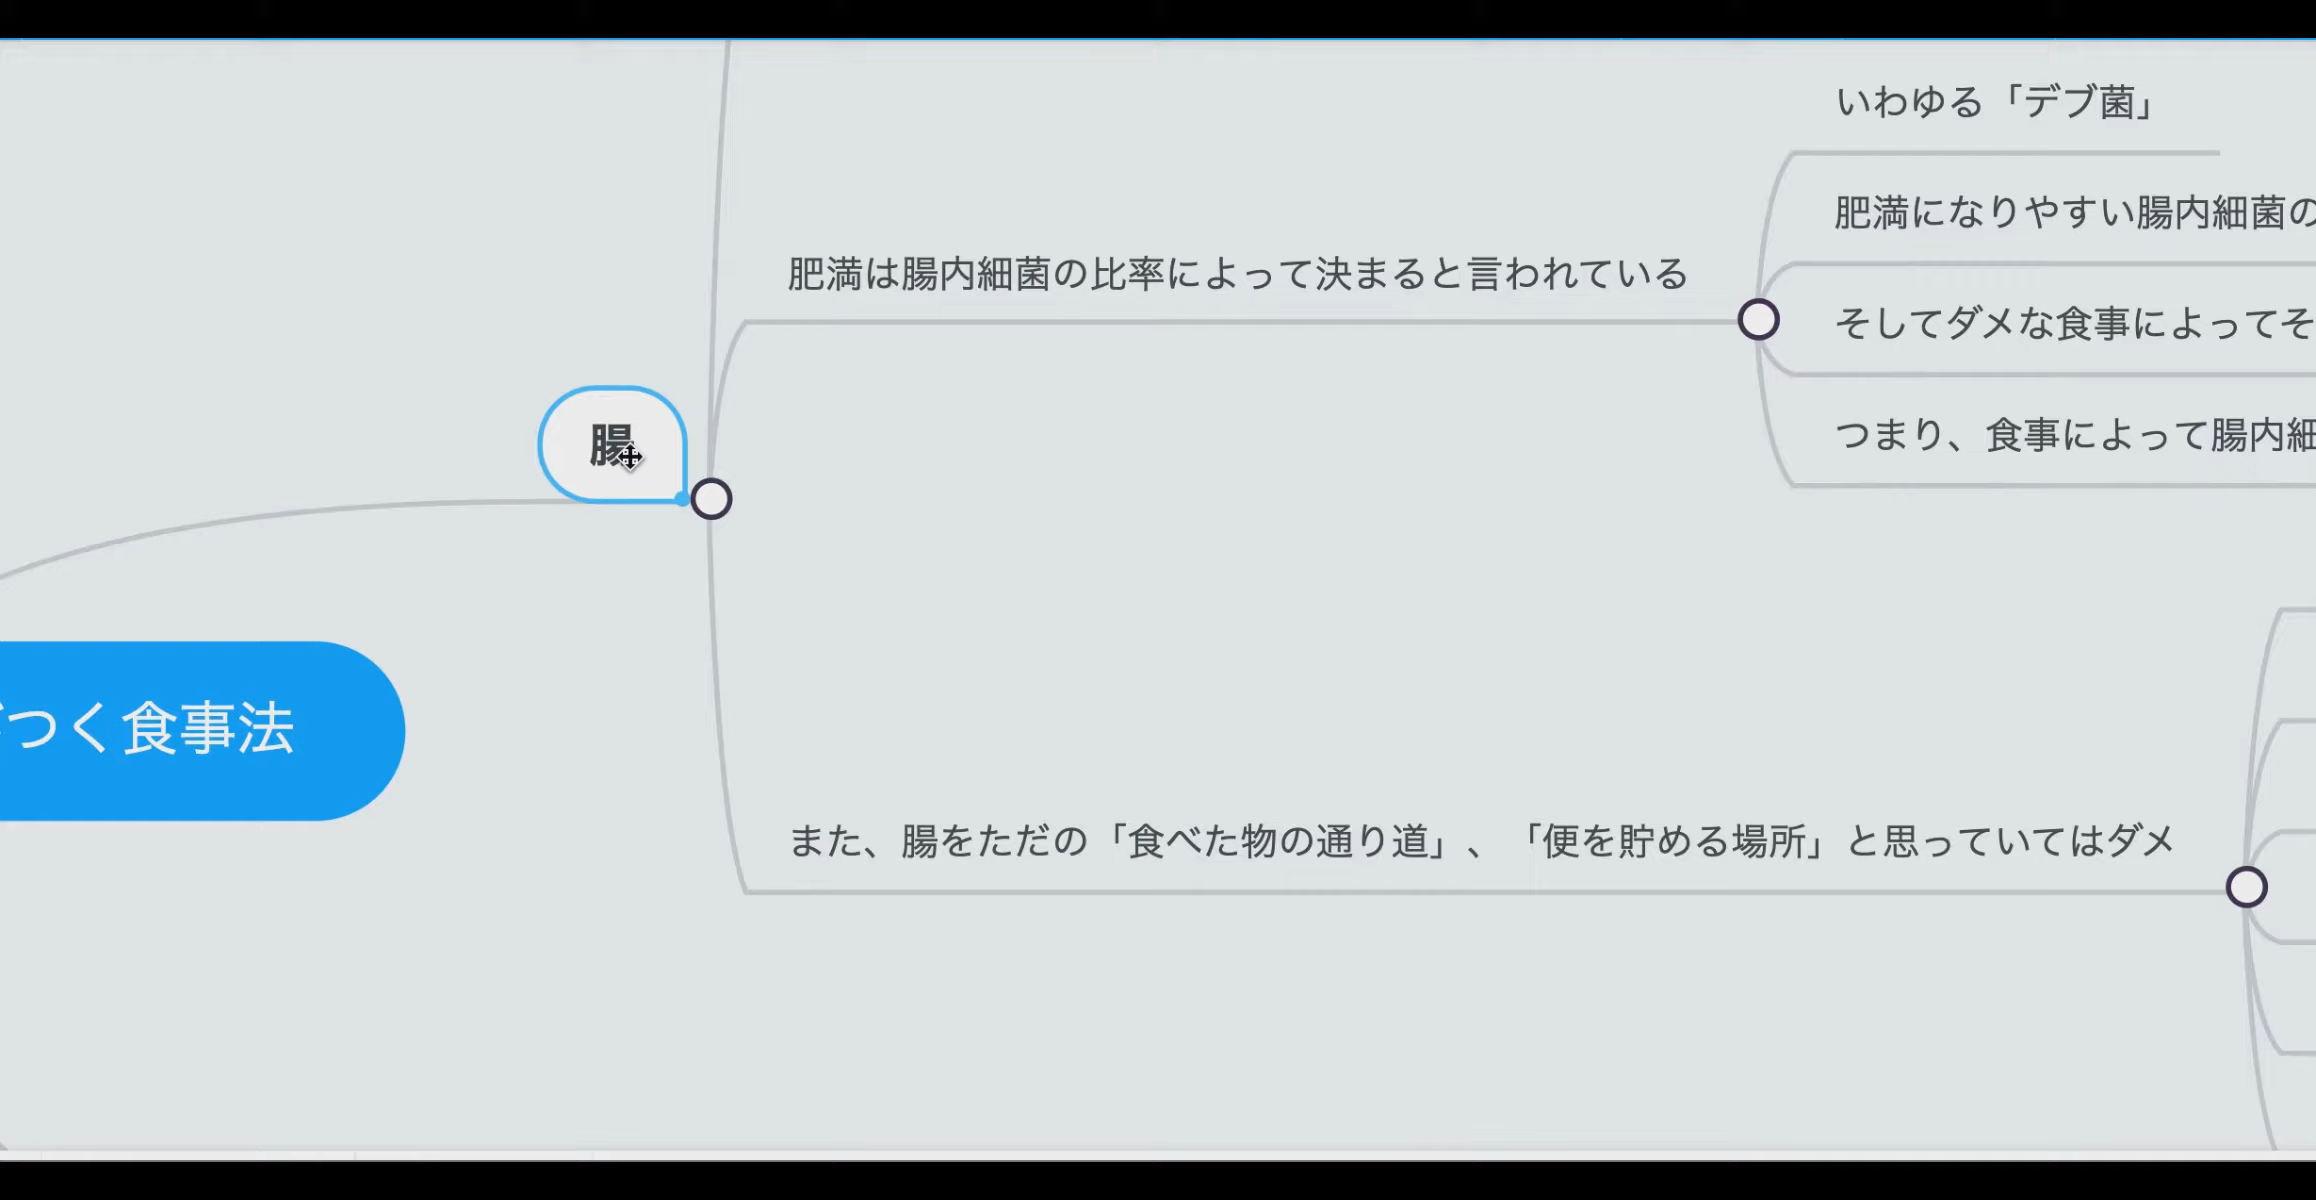 いわゆる「デブ菌」
肥満になりやすい腸内細菌の
肥満は腸内細菌の比率によって決まると言われている
そしてダメな食事によってそ
つまり、食事によって腸内細
腸
つく食事法
また、腸をただの「食べた物の通り道」、「便を貯める場所」と思っていてはダメ